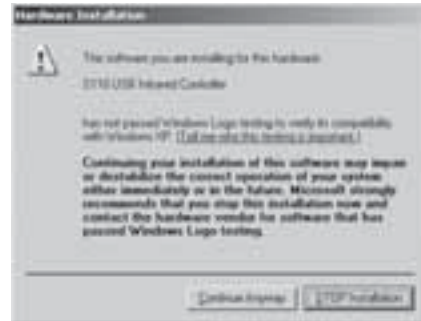 Hardware Installation
The software you are installing for this hardware:
USB Infrared Controller
has not passed Windows Logo testing to verify its compatibility
with Windows XP. (Tell me why this testing is important.)
Continuing your installation of this software may impair
or destabilize the correct operation of your system
either immediately or in the future. Microsoft strongly
recommends that you stop this installation now and
contact the hardware vendor for software that has
passed Windows Logo testing.
Continue Anyway
STOP Installation